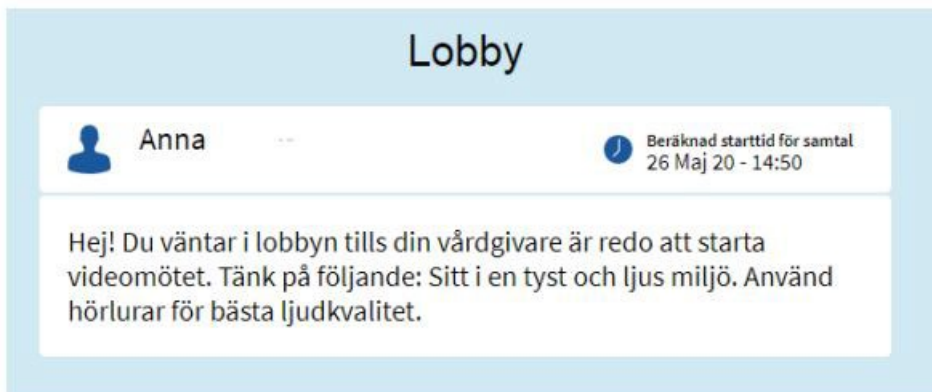 Lobby
Anna
Beräknad starttid för samtal
26 Maj 20 - 14:50
Hej! Du väntar i lobbyn tills din vårdgivare är redo att starta
videomötet. Tänk på följande: Sitt i en tyst och ljus miljö. Använd
hörlurar för bästa ljudkvalitet.